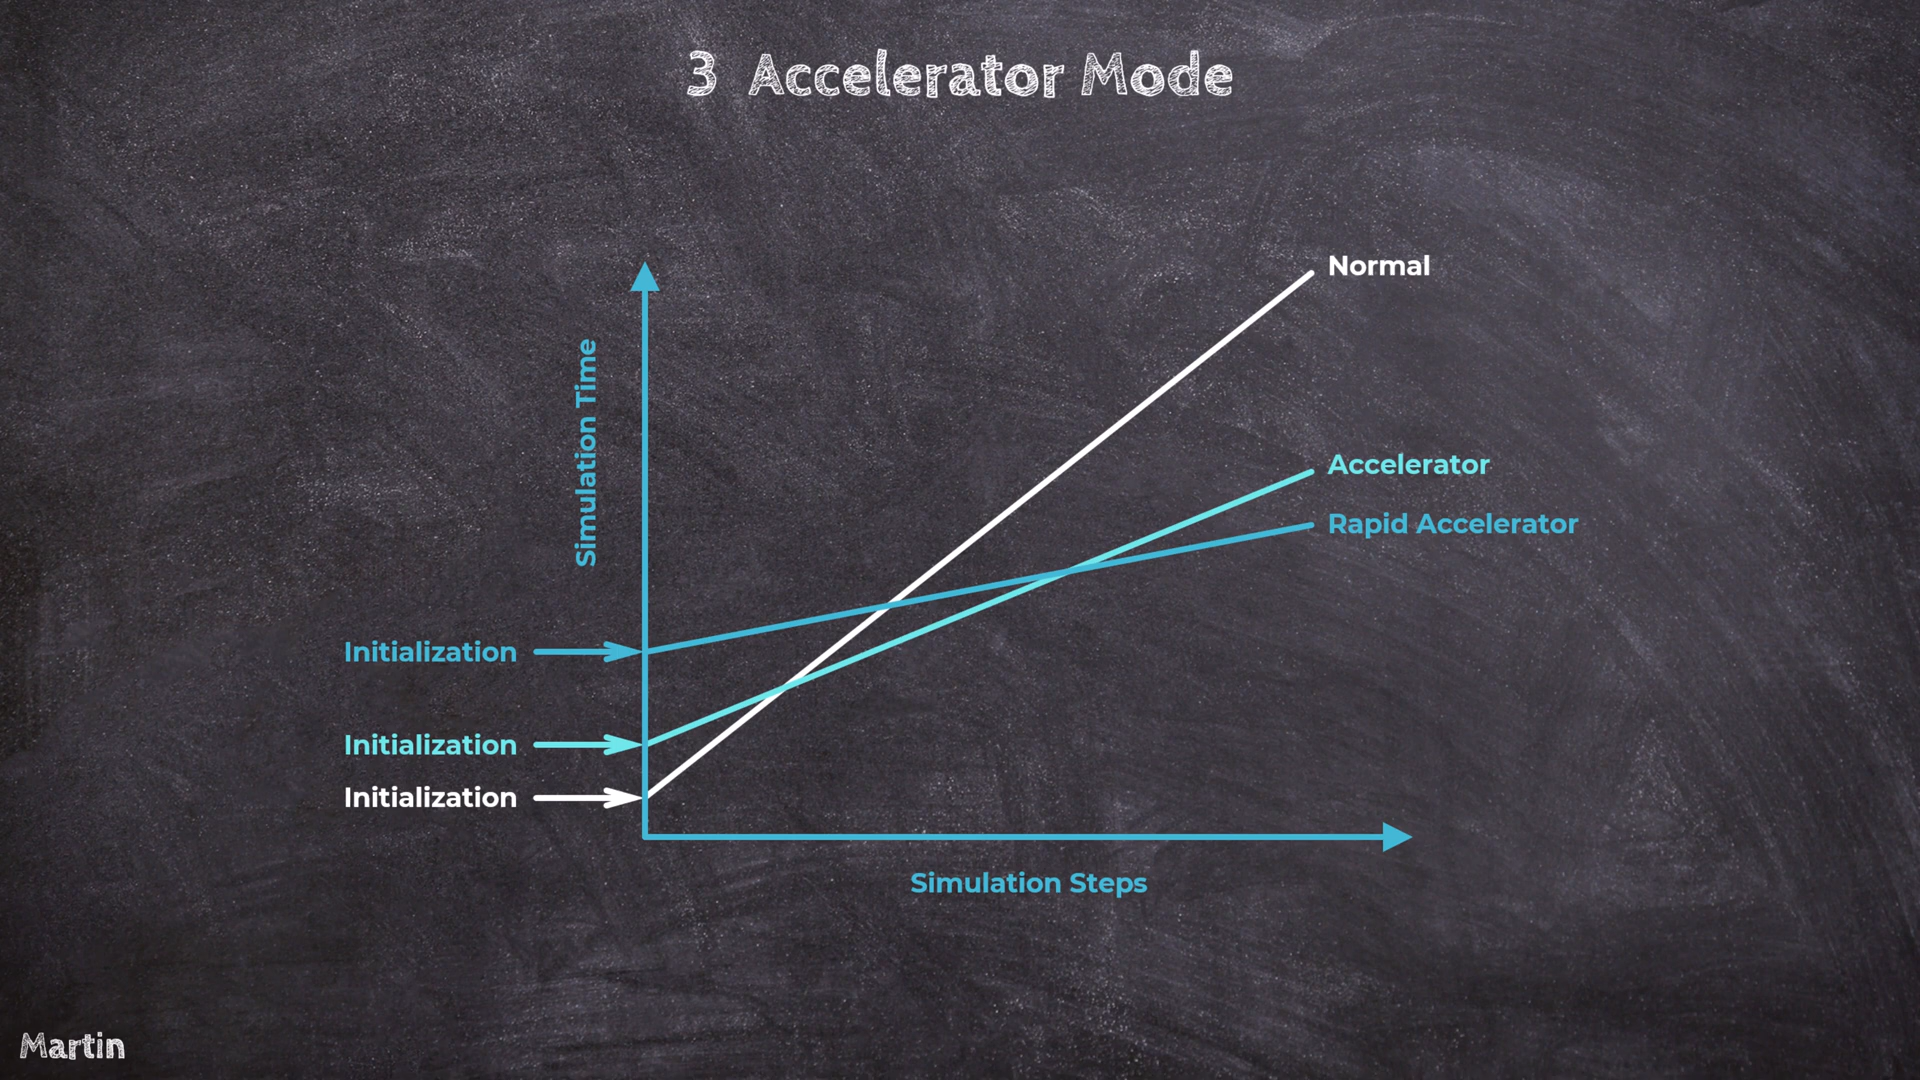 3 Accelerator Mode
Normal
Simulation Time
Accelerator
Rapid Accelerator
Initialization
Initialization
Initialization
Simulation Steps
Martin